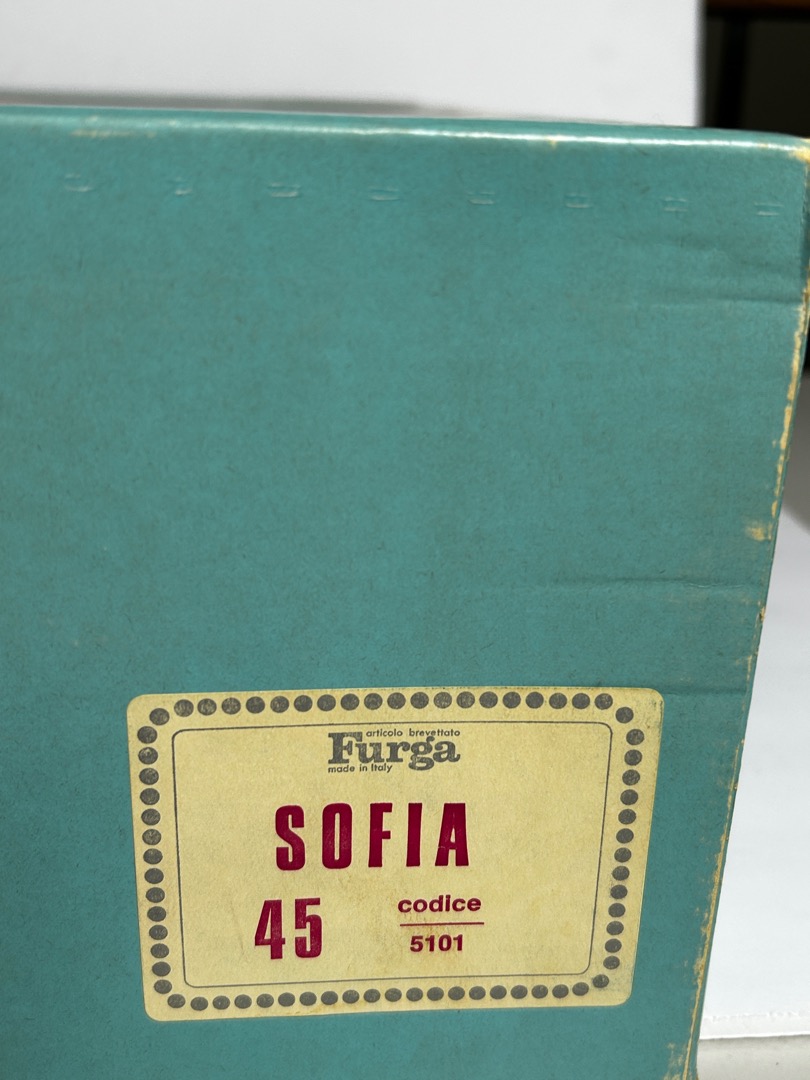 articolo brevettato
Furga
made in Italy
SOFIA
45
codice
5101